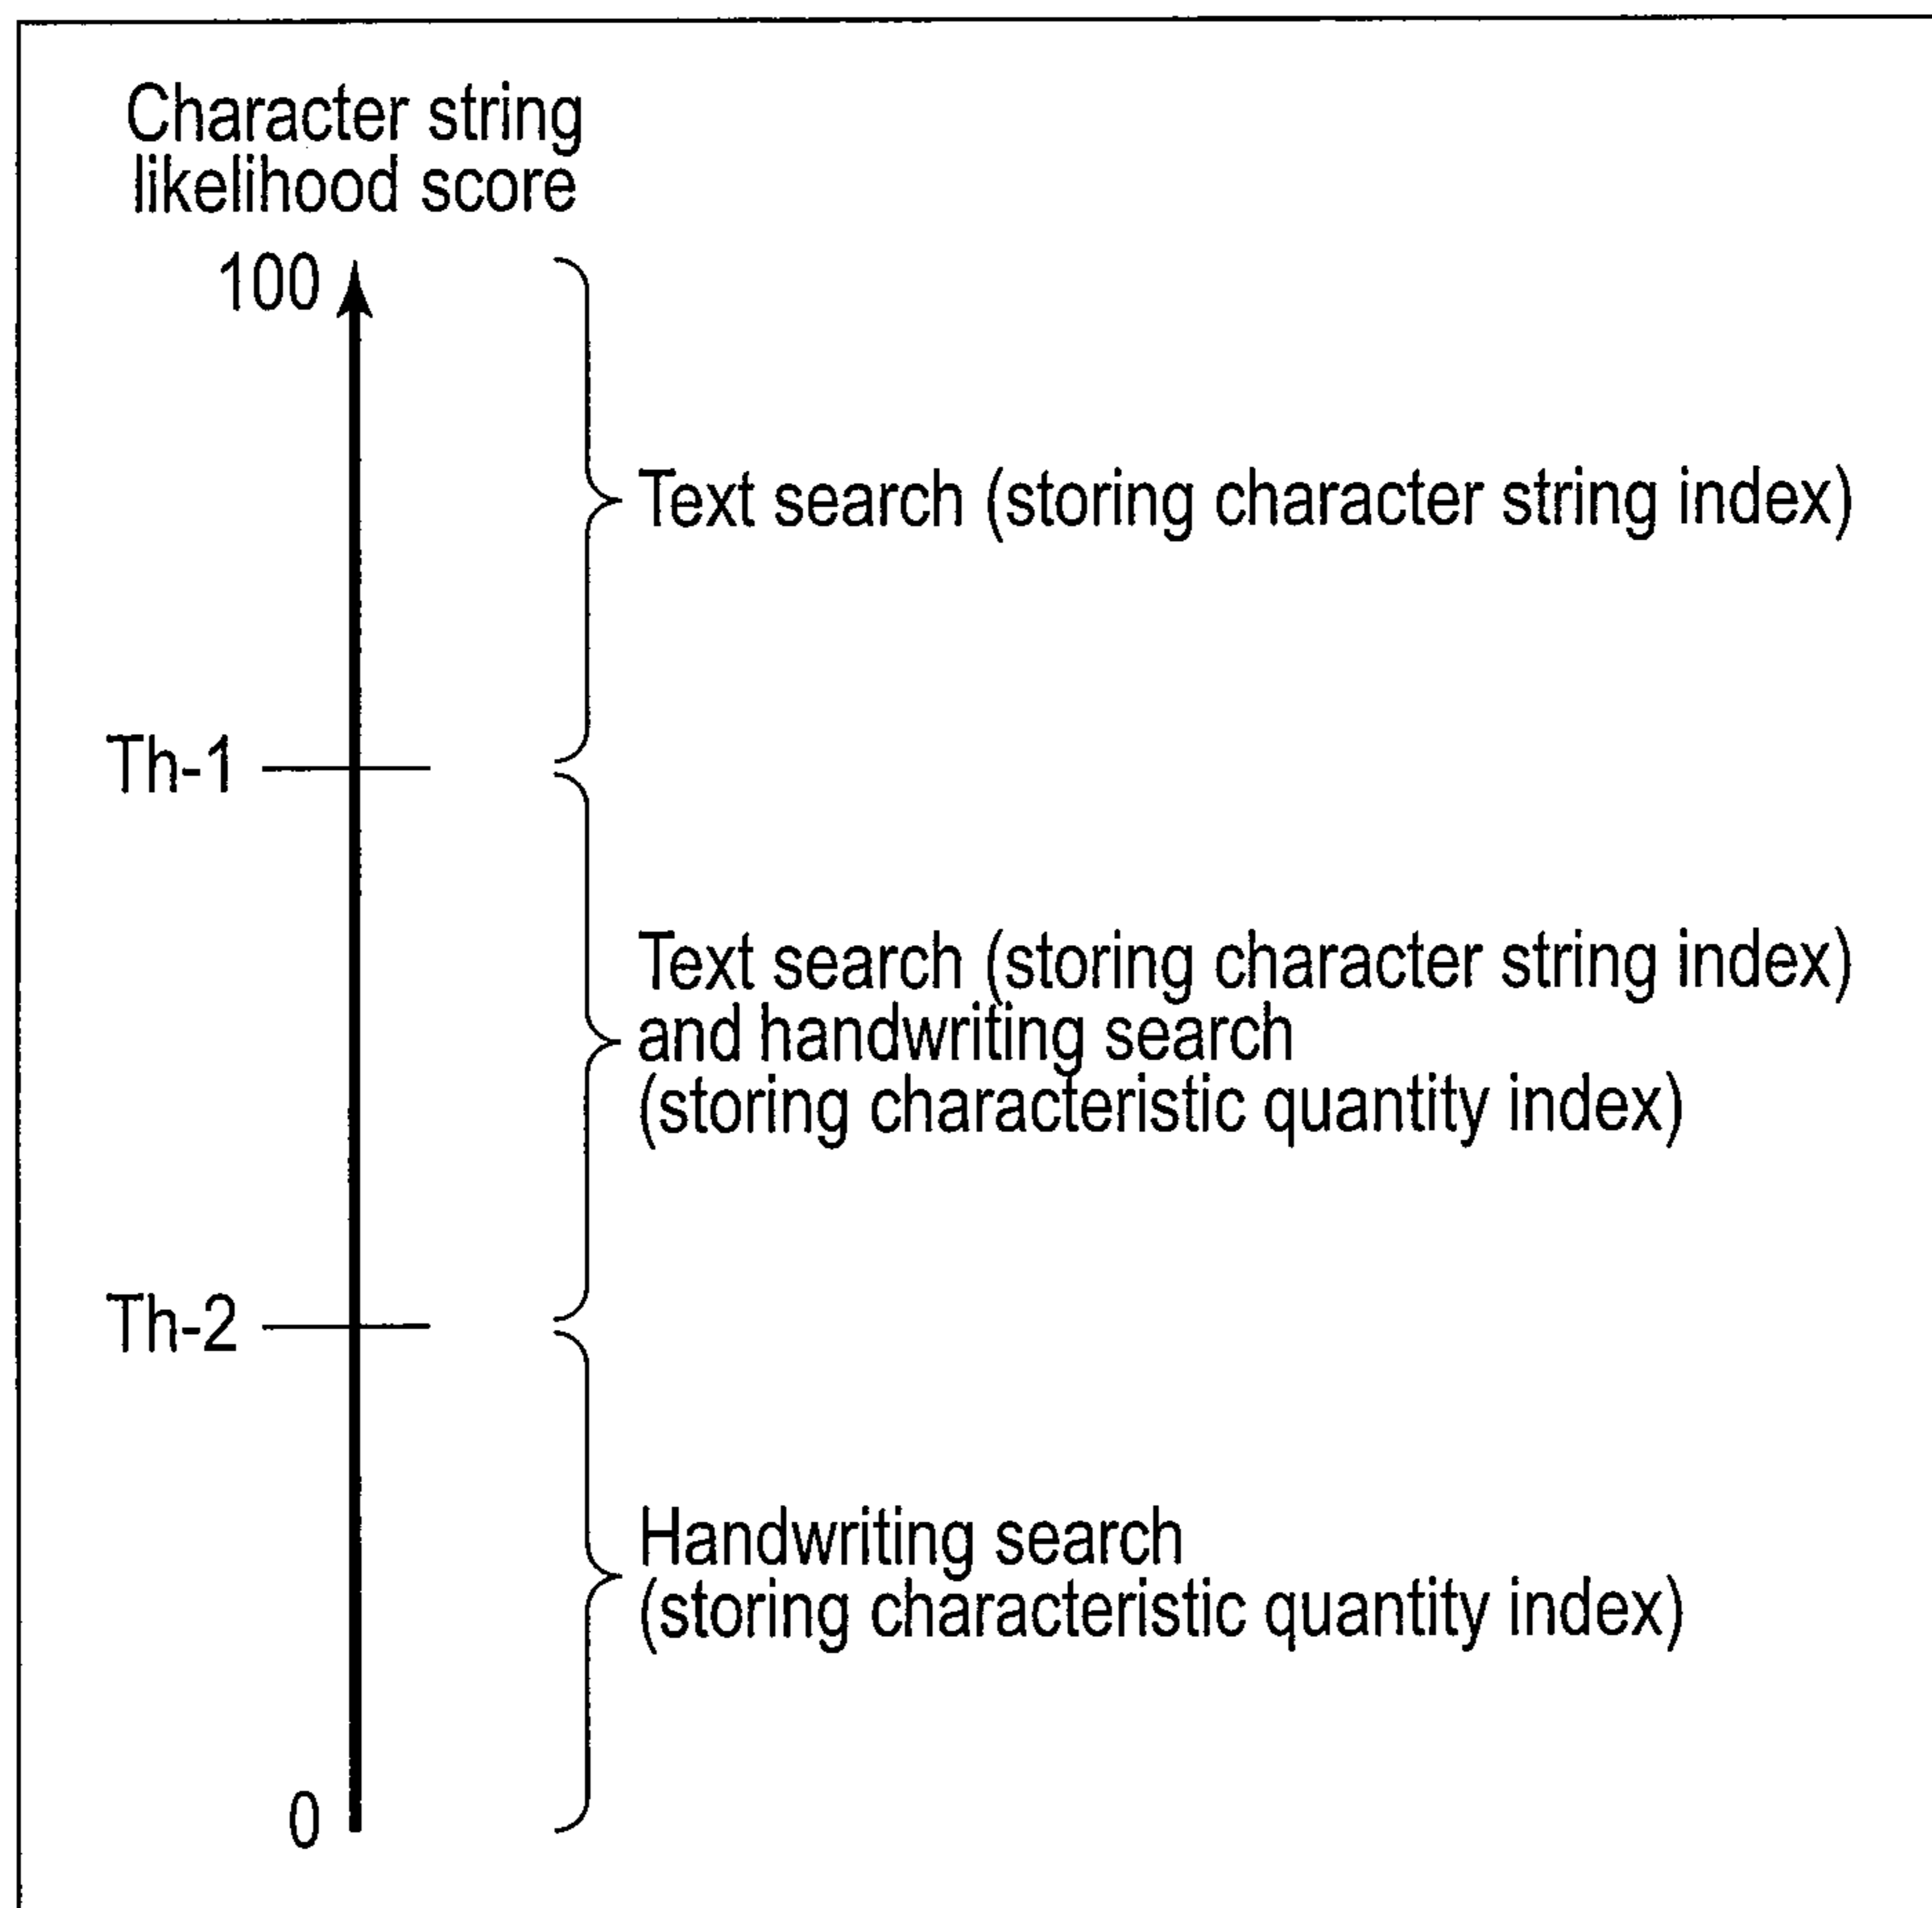 Character string
likelihood score
100
Text search (storing character string index)
Th-1
Text search (storing character string index)
and handwriting search
(storing characteristic quantity index)
Th-2
Handwriting search
(storing characteristic quantity index)
0